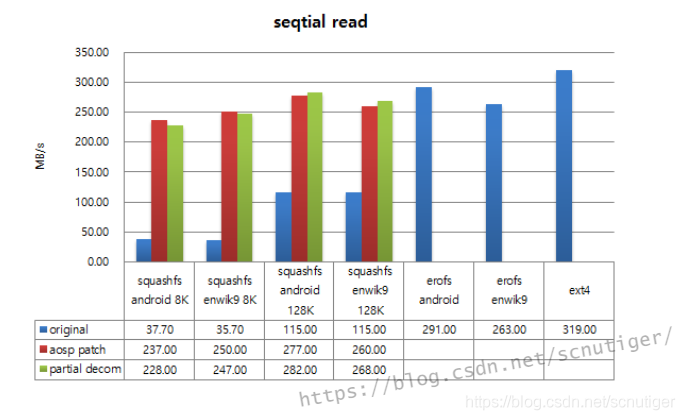 seqtial read
MB/s
350.00
300.00
250.00
200.00
150.00
100.00
50.00
0.00
squashfs android 8K
squashfs enwik9 8K
squashfs android 128K
squashfs enwik9 128K
erofs android
erofs enwik9
ext4
original 37.70 35.70 115.00 115.00 291.00 263.00 319.00
aosp patch 237.00 250.00 277.00 260.00
partial decom 228.00 247.00 282.00 268.00
https://blog.csdn.net/scnutiger/
https://blog.csdn.net/scnutiger